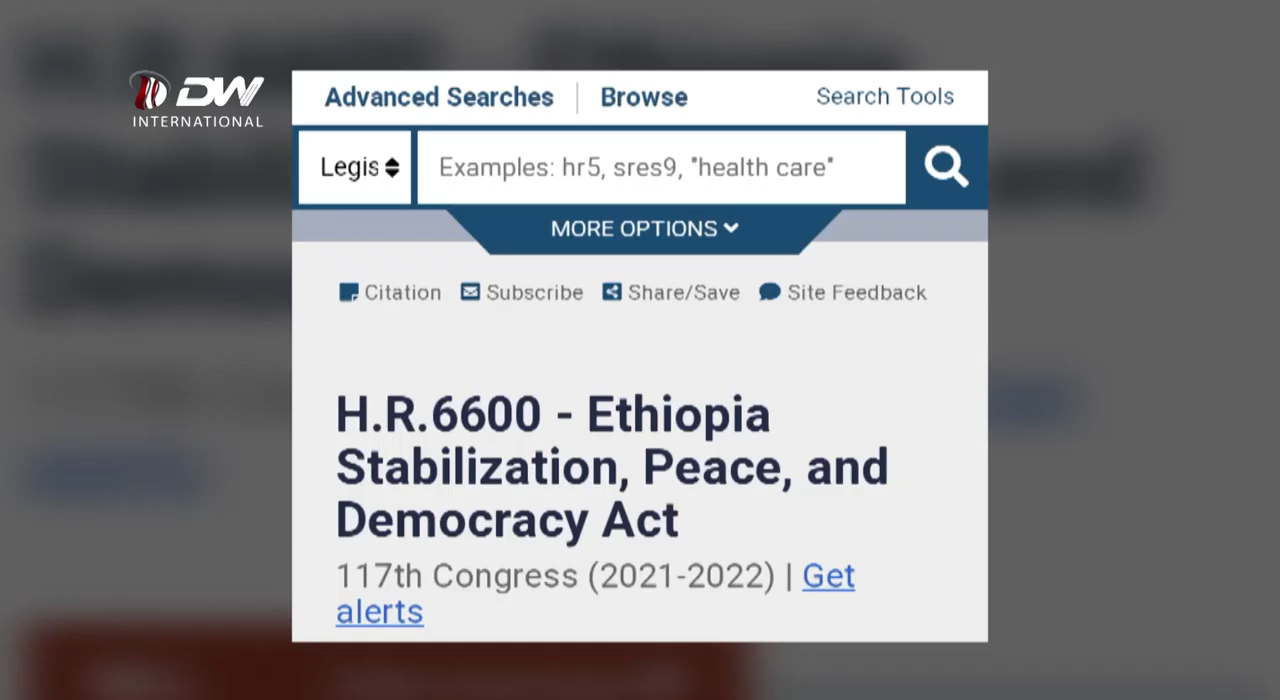 DW
INTERNATIONAL
Advanced Searches | Browse Search Tools
Legis Examples: hr5, sres9, "health care"
MORE OPTIONS
Citation Subscribe Share/Save Site Feedback
H.R.6600 - Ethiopia
Stabilization, Peace, and
Democracy Act
117th Congress (2021-2022) | Get
alerts